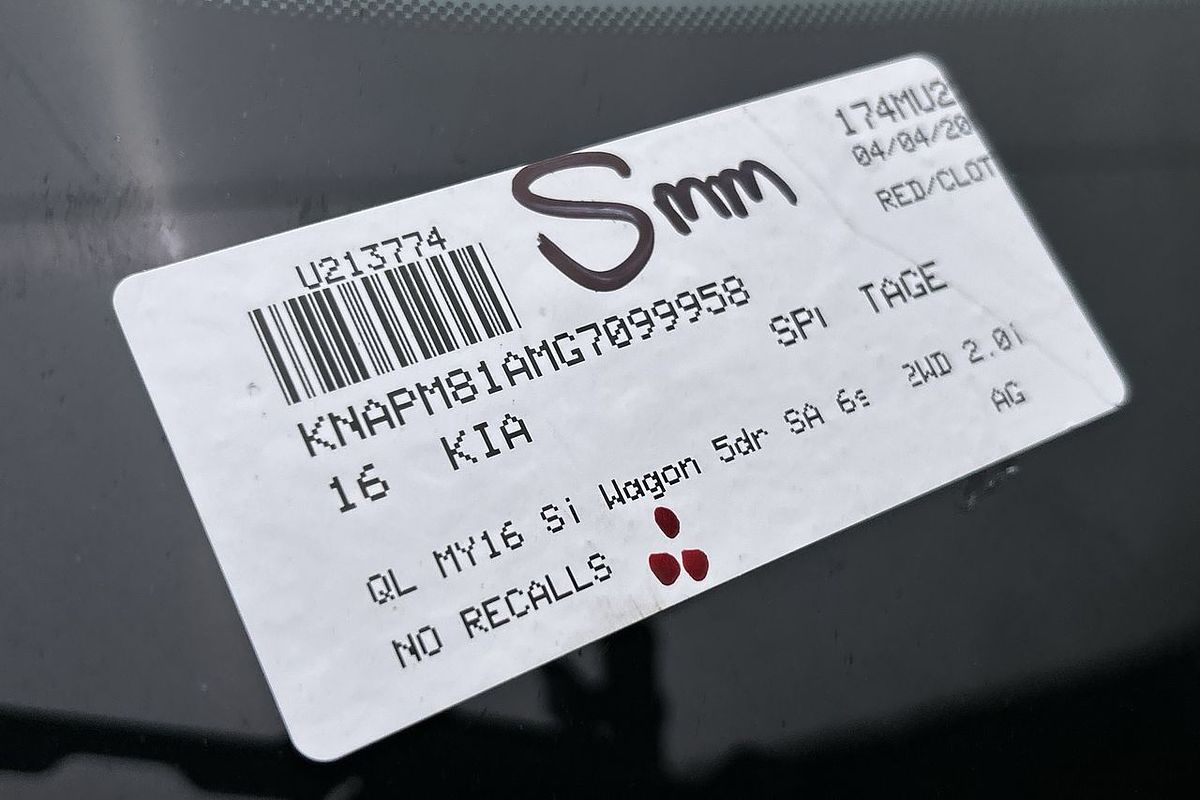 174MU2
04/04/20
RED/CLOT
Smm
U213774
KNAPM81AMG7099958
16 KIA SPi TAGE
QL MY16 Si Wagon 5dr SA 6s 2WD 2.0i
AG
NO RECALLS